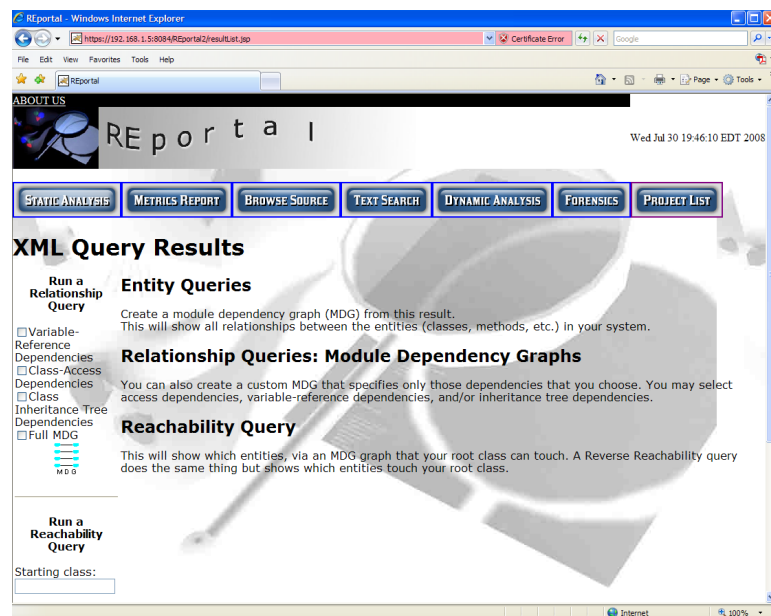 REportal - Windows Internet Explorer
https://192.168.1.5:8084/REportal2/resultList.jsp
Certificate Error
Google
File Edit View Favorites Tools Help
REportal
Page
Tools
ABOUT US
REportal
Wed Jul 30 19:46:10 EDT 2008
STATIC ANALYSIS
METRICS REPORT
BROWSE SOURCE
TEXT SEARCH
DYNAMIC ANALYSIS
FORENSICS
PROJECT LIST
XML Query Results
Run a
Relationship
Query
Variable-
Reference
Dependencies
Class-Access
Dependencies
Class
Inheritance Tree
Dependencies
Full MDG
MDG
Run a
Reachability
Query
Starting class:
Entity Queries
Create a module dependency graph (MDG) from this result.
This will show all relationships between the entities (classes, methods, etc.) in your system.
Relationship Queries: Module Dependency Graphs
You can also create a custom MDG that specifies only those dependencies that you choose. You may select
access dependencies, variable-reference dependencies, and/or inheritance tree dependencies.
Reachability Query
This will show which entities, via an MDG graph that your root class can touch. A Reverse Reachability query
does the same thing but shows which entities touch your root class.
Internet
100%